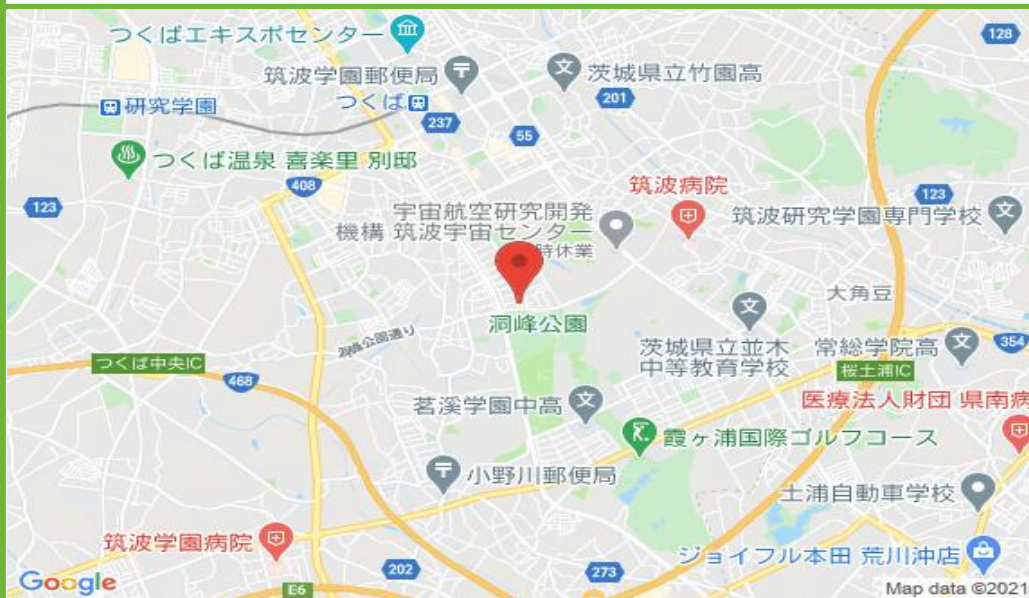 つくばエキスポセンター
128
筑波学園郵便局
茨城県立竹園高
研究学園
つくば
201
237
55
つくば温泉 喜楽里 別邸
408
筑波病院
123
123
宇宙航空研究開発
機構 筑波宇宙センター
時休業
筑波研究学園専門学校
大角豆
洞峰公園
洞峰公園通り
354
つくば中央IC
茨城県立並木
中等教育学校
常総学院高
桜土浦IC
468
茗溪学園中高
医療法人財団 県南病
霞ヶ浦国際ゴルフコース
小野川郵便局
土浦自動車学校
筑波学園病院
ジョイフル本田 荒川沖店
202
273
Google
E6
Map data ©2021